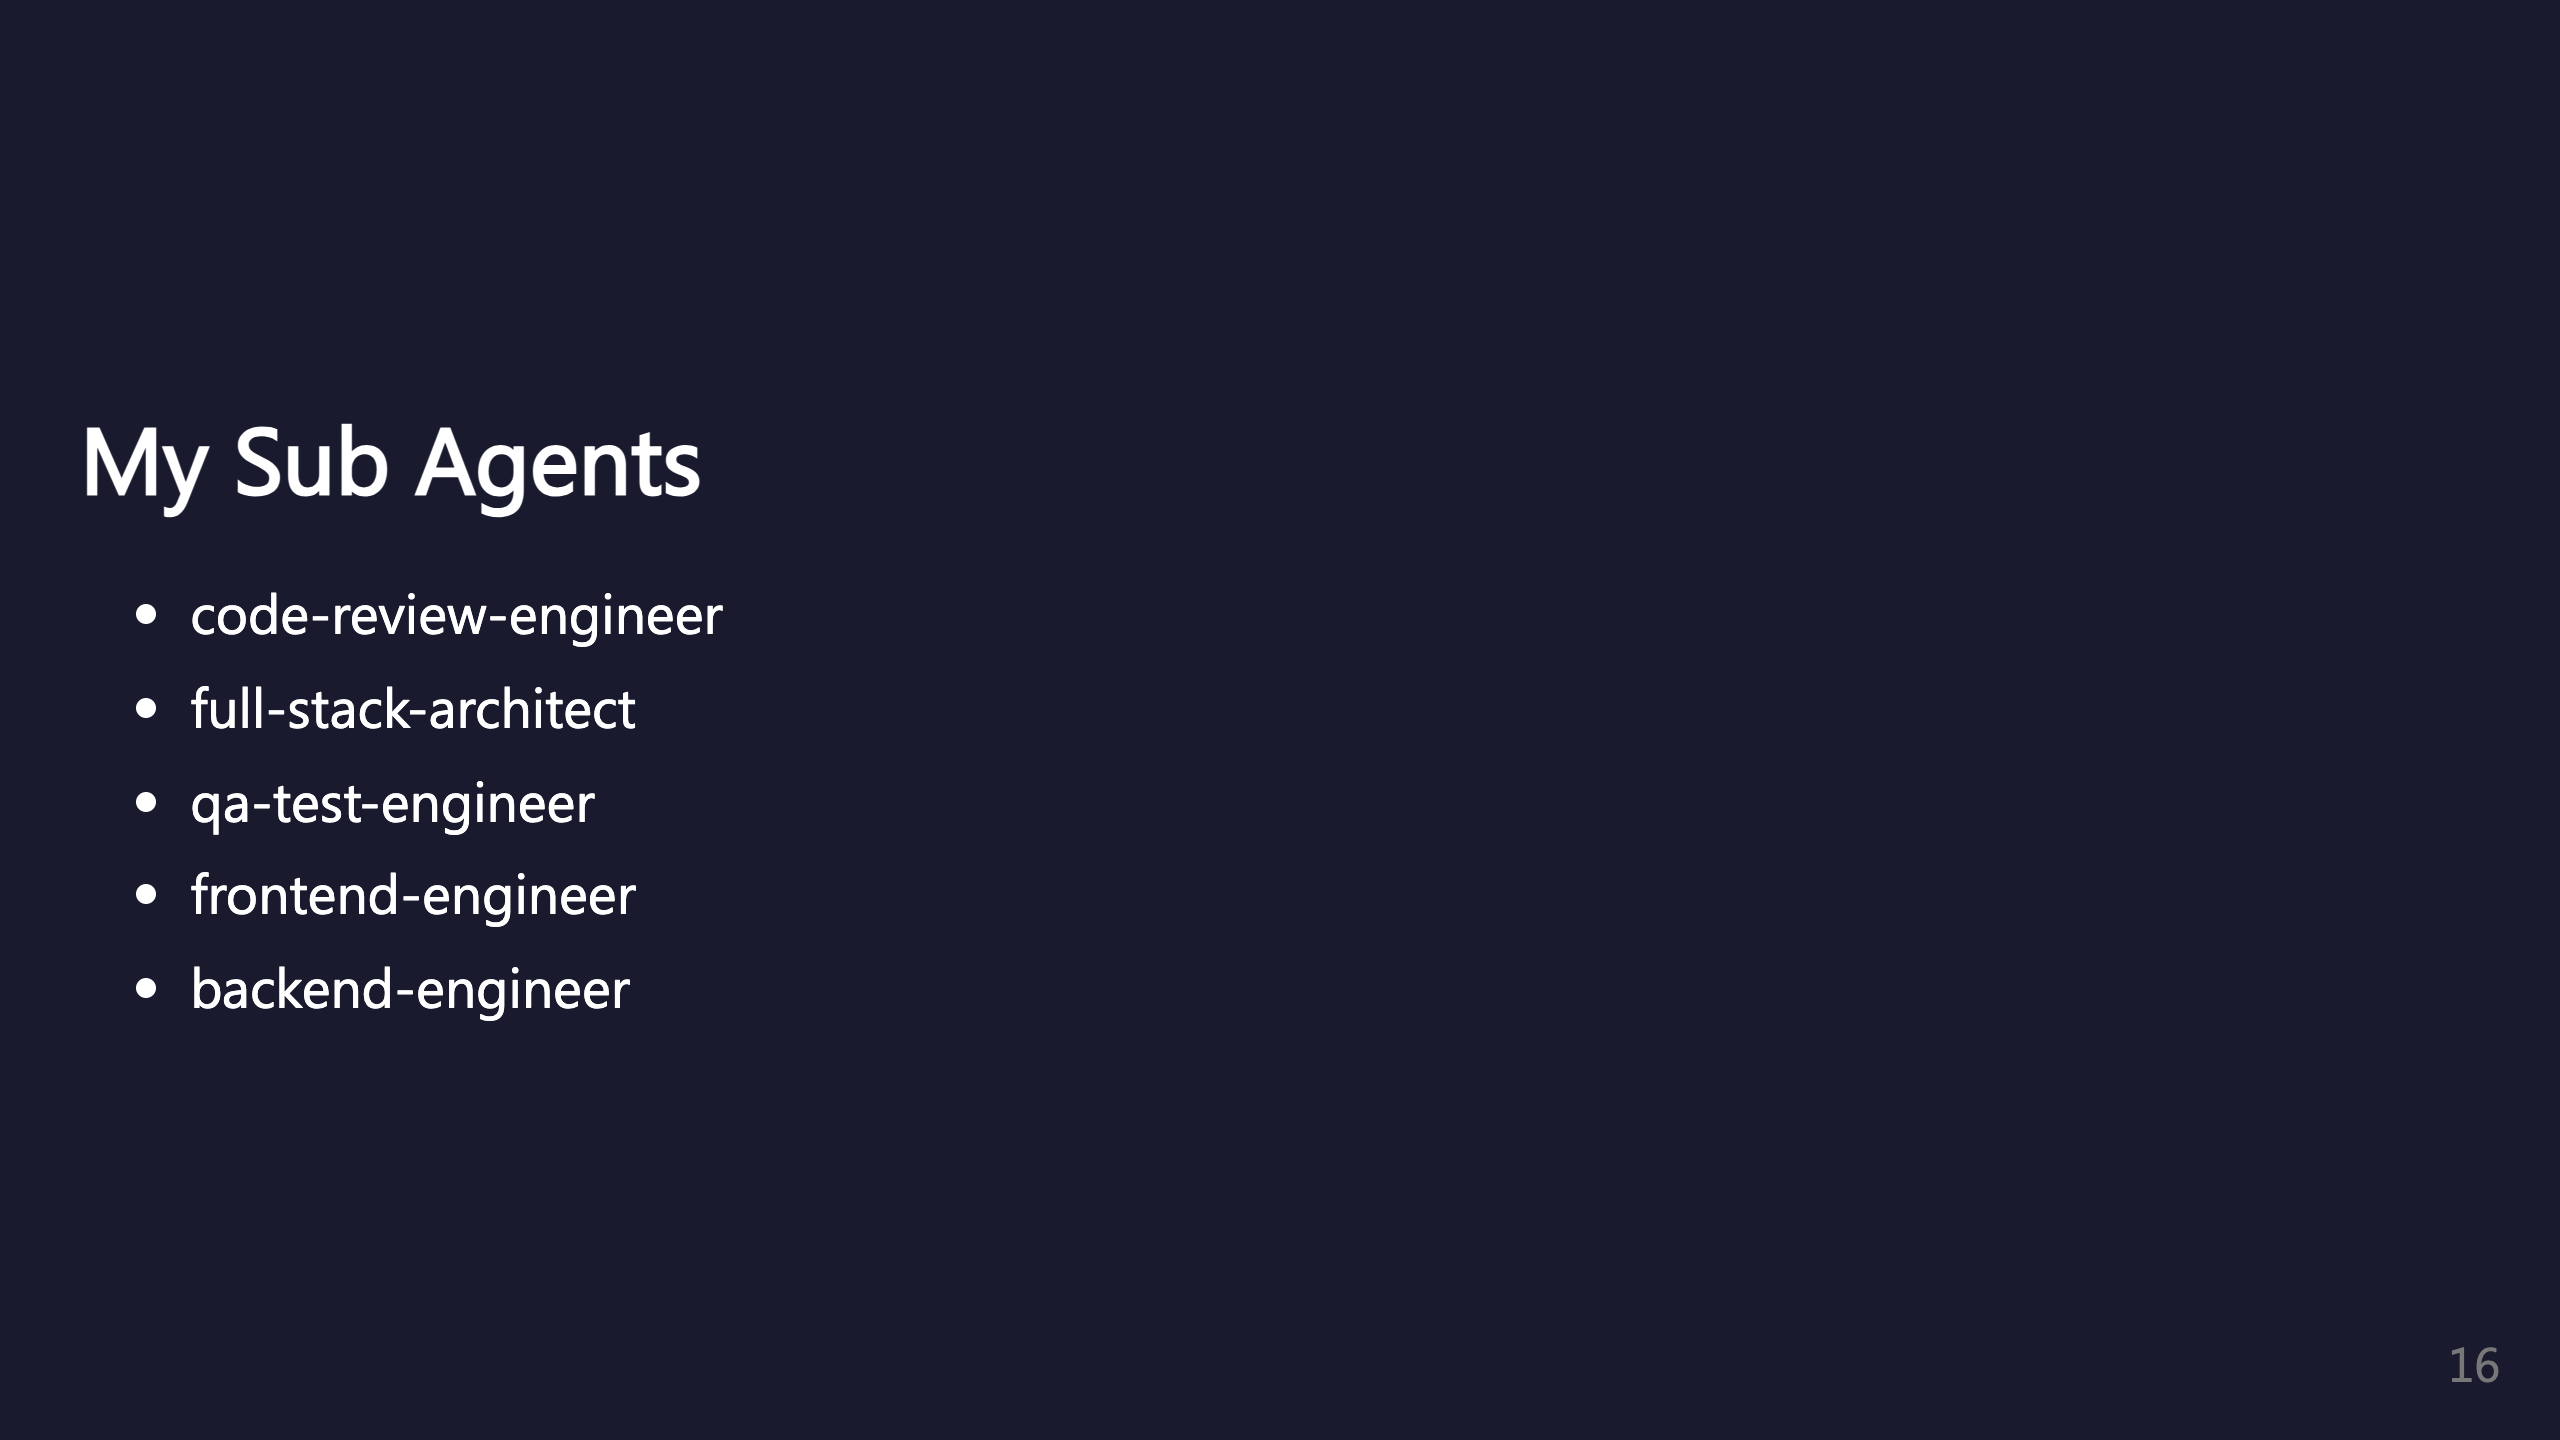 My Sub Agents
• code-review-engineer
• full-stack-architect
• qa-test-engineer
• frontend-engineer
• backend-engineer
16